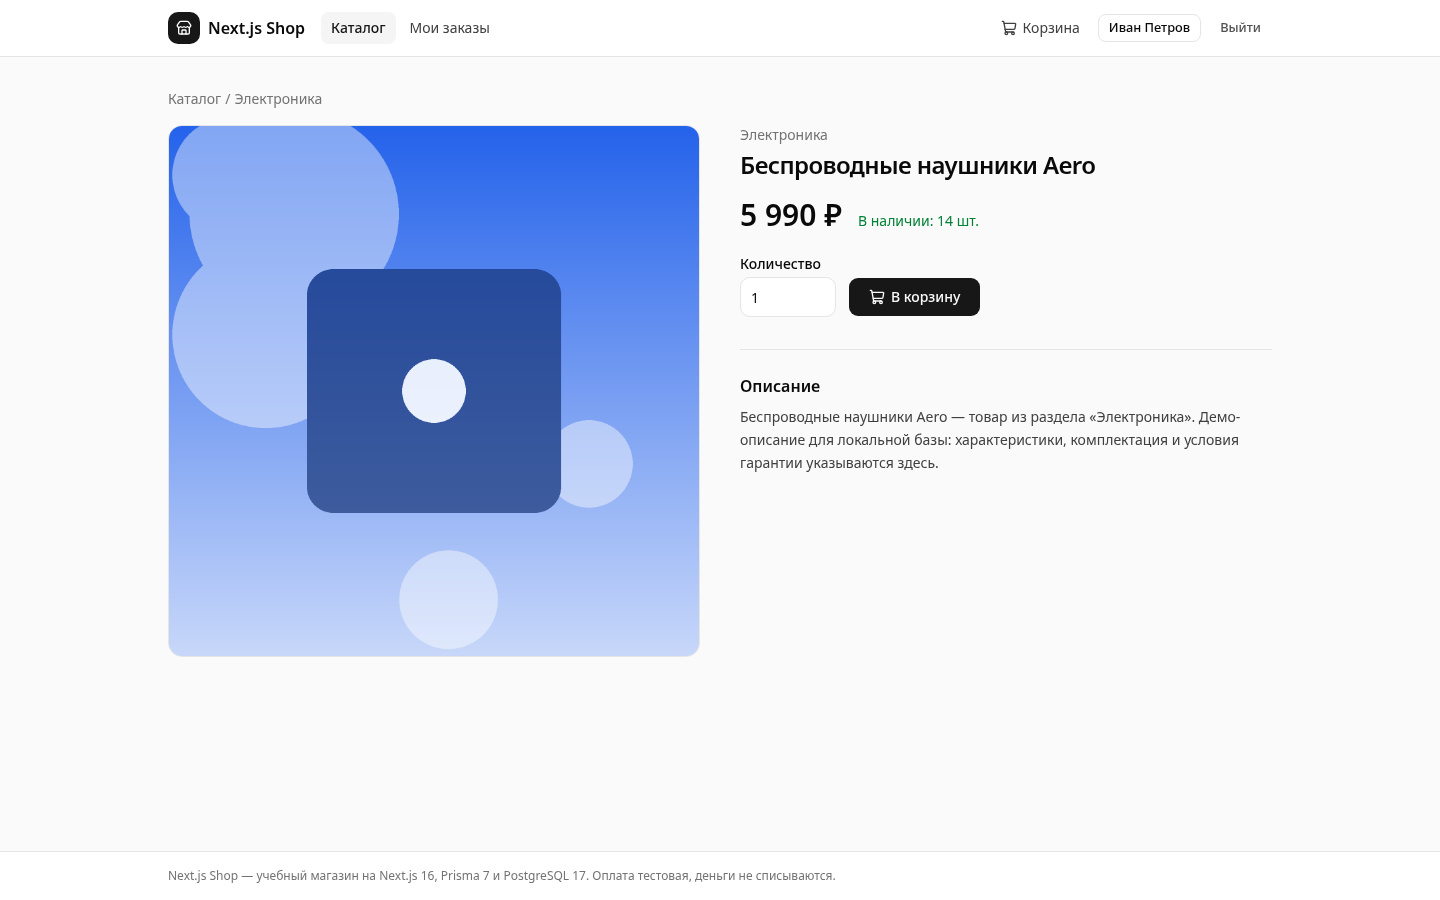 Next.js Shop
Каталог
Мои заказы
Корзина
Иван Петров
Выйти
Каталог / Электроника
Электроника
Беспроводные наушники Aero
5 990 ₽
В наличии: 14 шт.
Количество
1
В корзину
Описание
Беспроводные наушники Aero — товар из раздела «Электроника». Демо-
описание для локальной базы: характеристики, комплектация и условия
гарантии указываются здесь.
Next.js Shop — учебный магазин на Next.js 16, Prisma 7 и PostgreSQL 17. Оплата тестовая, деньги не списываются.